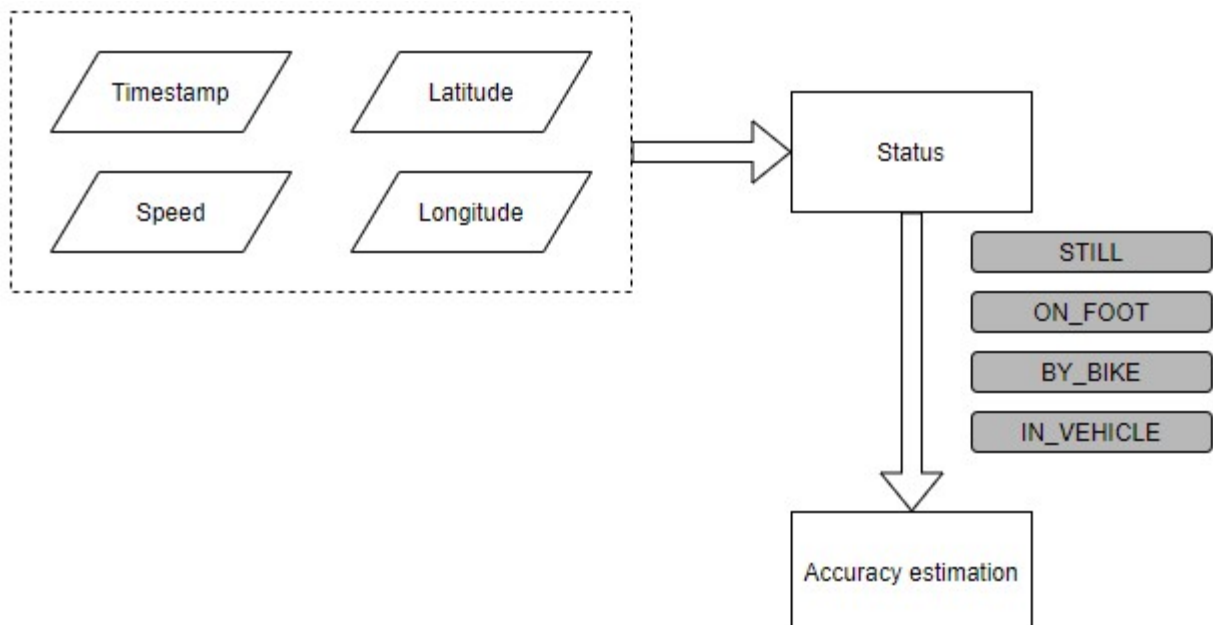 Timestamp
Latitude
Speed
Longitude
Status
STILL
ON_FOOT
BY_BIKE
IN_VEHICLE
Accuracy estimation